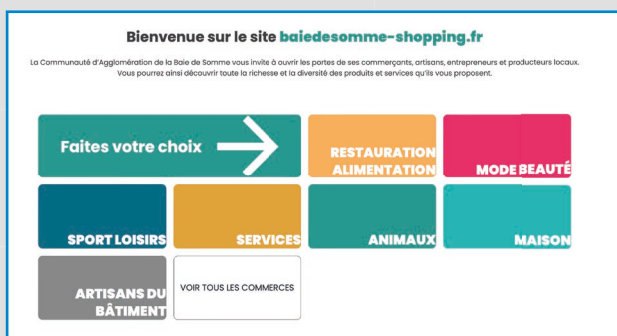 Bienvenue sur le site baiedesomme-shopping.fr
La Communauté d'Agglomération de la Baie de Somme vous invite à ouvrir les portes de ses commerçants, artisans, entrepreneurs et producteurs locaux.
Vous pourrez ainsi découvrir toute la richesse et la diversité des produits et services qu'ils vous proposent.
Faites votre choix
RESTAURATION
ALIMENTATION
MODE BEAUTÉ
SPORT LOISIRS
SERVICES
ANIMAUX
MAISON
ARTISANS DU
BÂTIMENT
VOIR TOUS LES COMMERCES